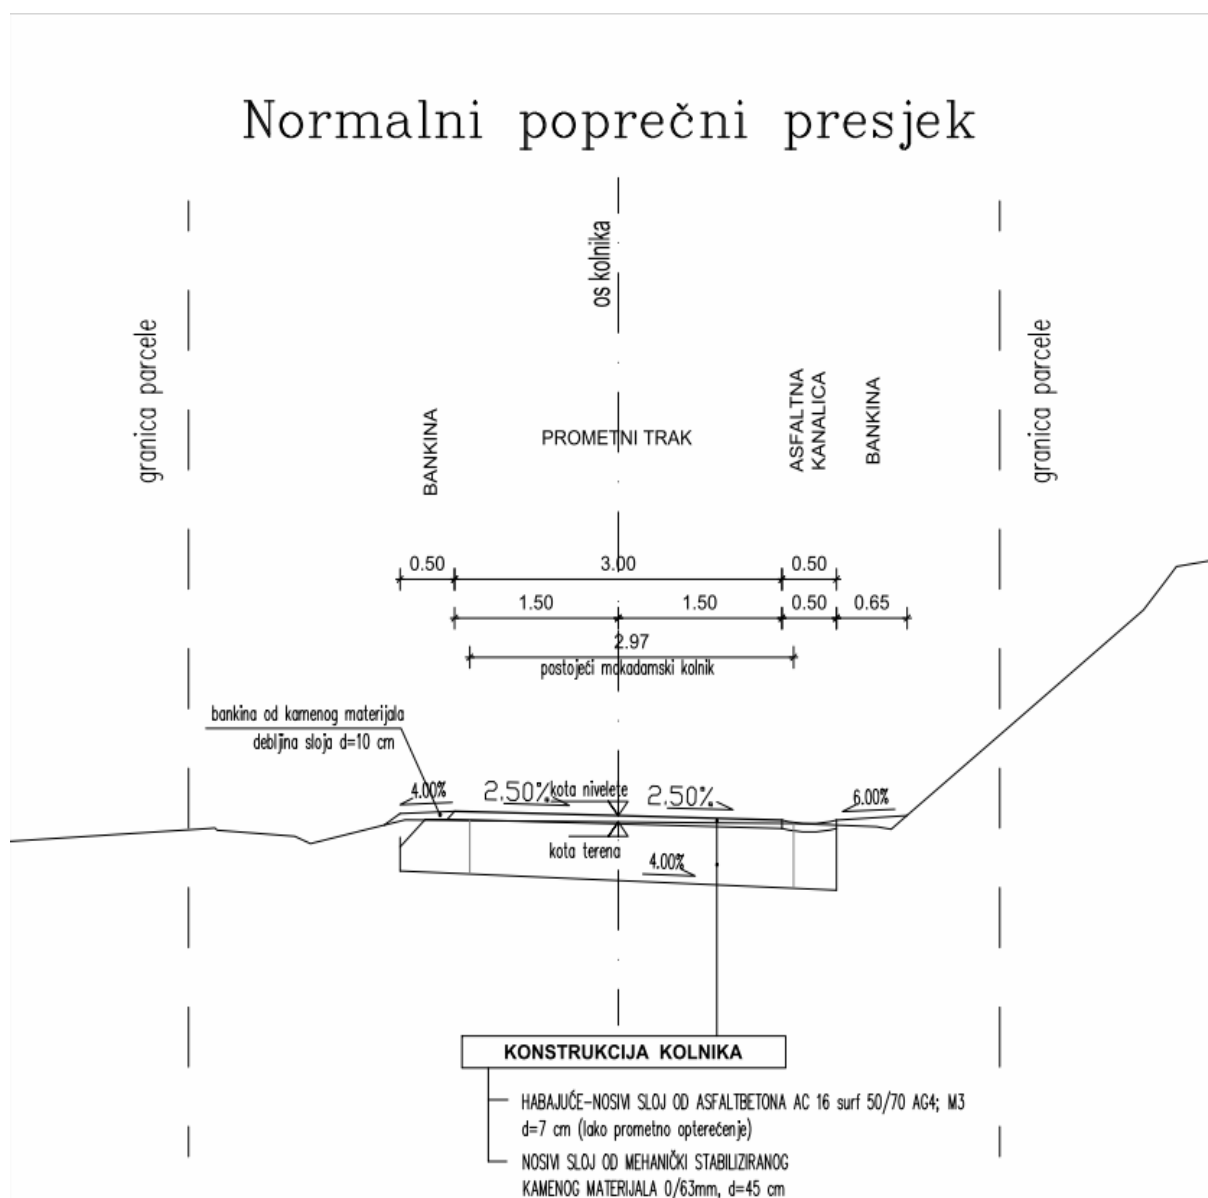 Normalni poprečni presjek
os kolnika
granica parcele
granica parcele
BANKINA
PROMETNI TRAK
ASFALTNA
KANALICA
BANKINA
0.50
3.00
0.50
1.50
1.50
0.50
0.65
2.97
postojeći makadamski kolnik
bankina od kamenog materijala
debljina sloja d=10 cm
4.00%
2.50%
kota nivelete
2.50%
6.00%
kota terena
4.00%
KONSTRUKCIJA KOLNIKA
HABAJUĆE-NOSIVI SLOJ OD ASFALTBETONA AC 16 surf 50/70 AG4; M3
d=7 cm (lako prometno opterećenje)
NOSIVI SLOJ OD MEHANIČKI STABILIZIRANOG
KAMENOG MATERIJALA 0/63mm, d=45 cm